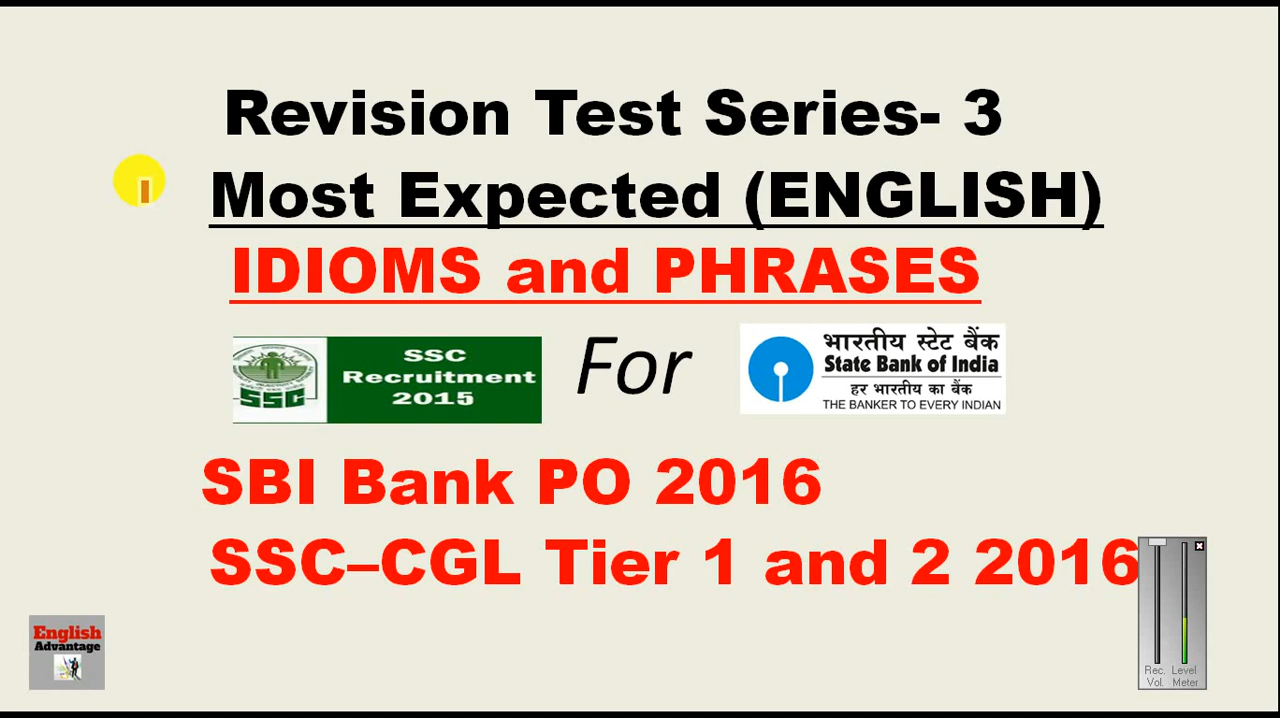 Revision Test Series- 3
Most Expected (ENGLISH)
IDIOMS and PHRASES
SSC
SSC
Recruitment
2015
For
भारतीय स्टेट बैंक
State Bank of India
हर भारतीय का बैंक
THE BANKER TO EVERY INDIAN
SBI Bank PO 2016
SSC–CGL Tier 1 and 2 2016
English
Advantage
Rec. Level
Vol. Meter